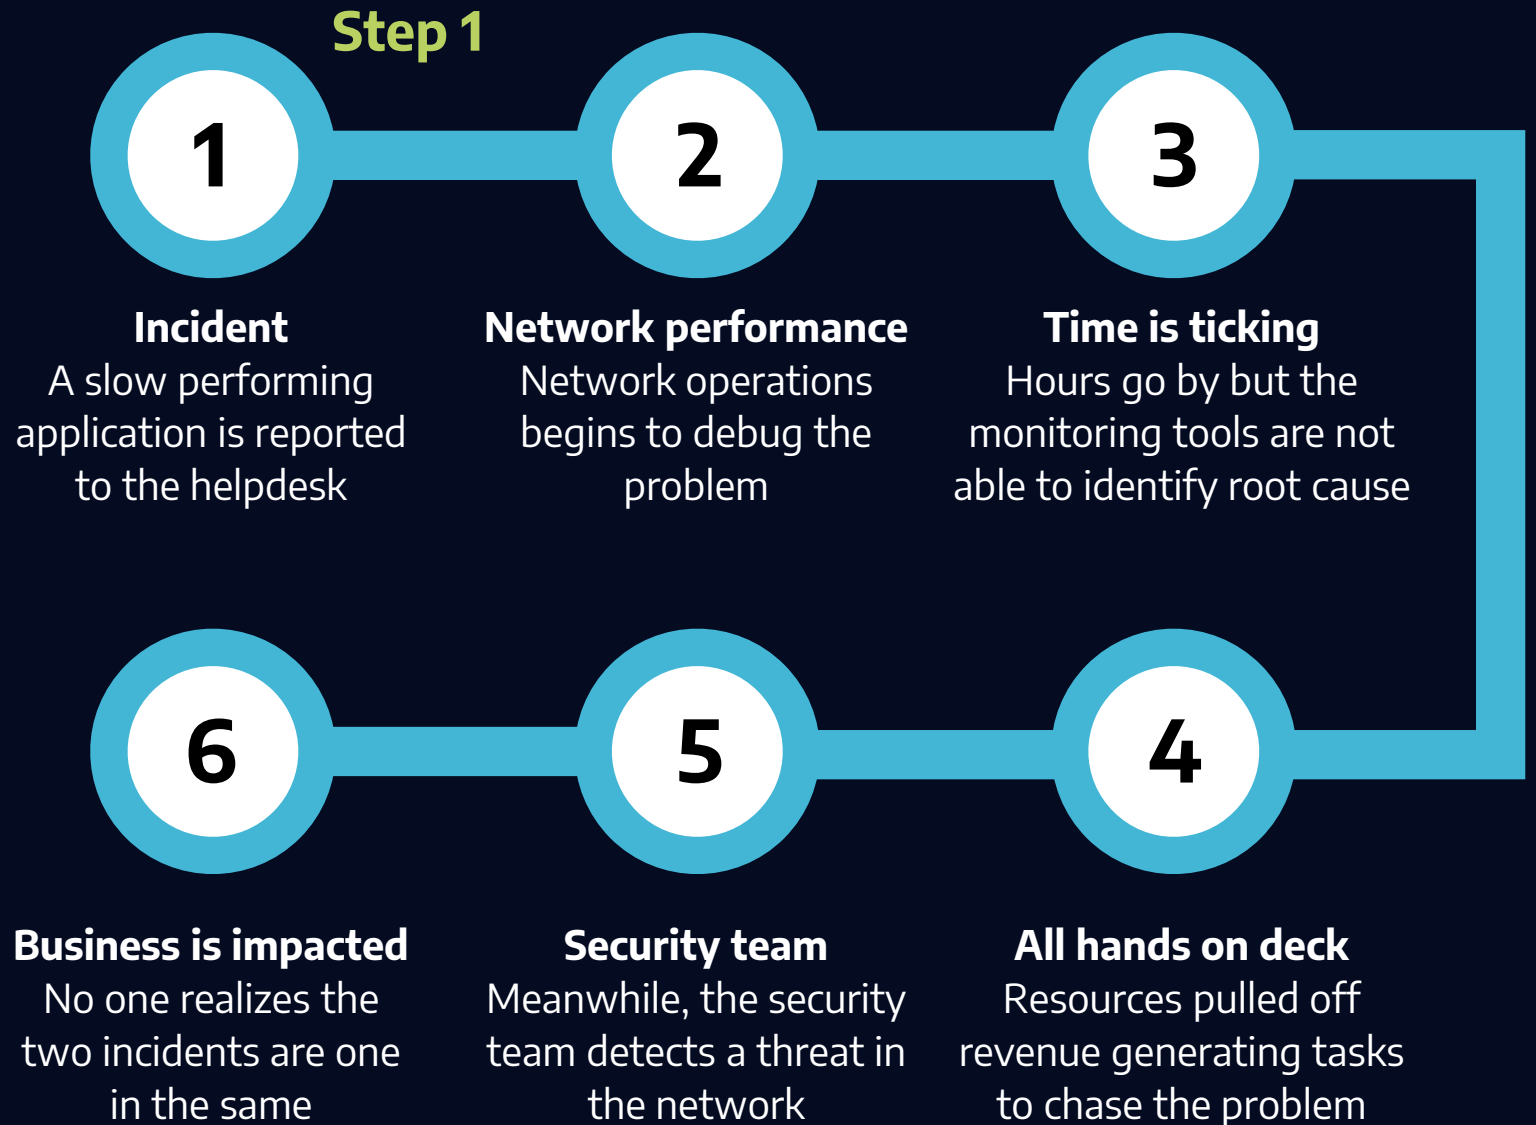 Step 1
1
2
3
Incident
A slow performing
application is reported
to the helpdesk
Network performance
Network operations
begins to debug the
problem
Time is ticking
Hours go by but the
monitoring tools are not
able to identify root cause
4
5
6
All hands on deck
Resources pulled off
revenue generating tasks
to chase the problem
Security team
Meanwhile, the security
team detects a threat in
the network
Business is impacted
No one realizes the
two incidents are one
in the same